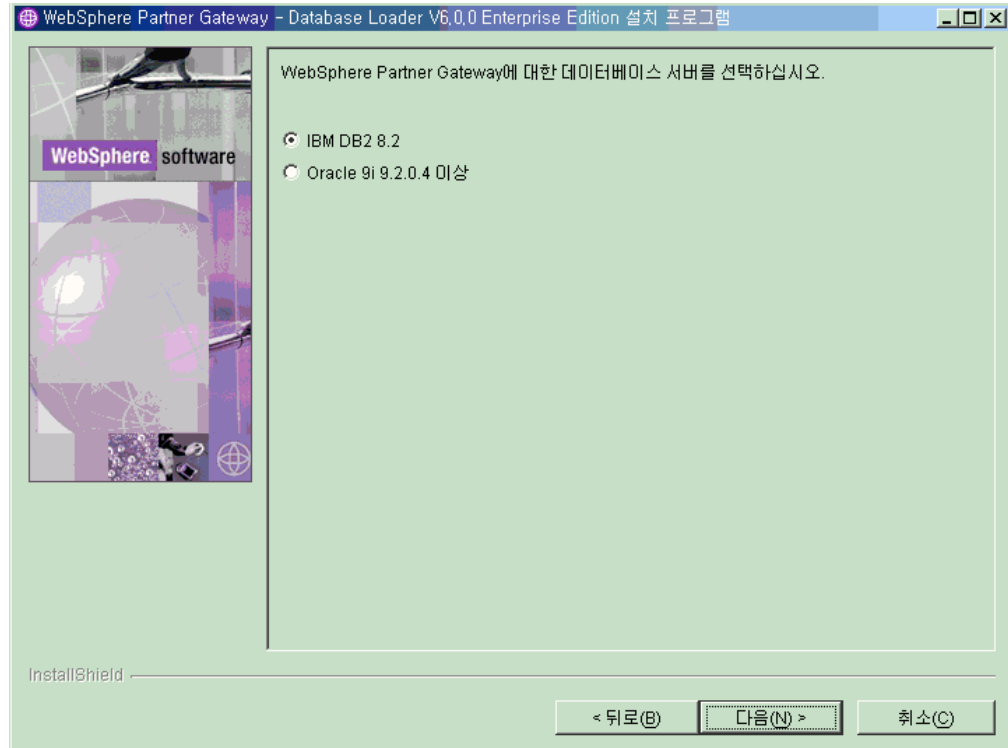 WebSphere Partner Gateway - Database Loader V6,0,0 Enterprise Edition 설치 프로그램
WebSphere Partner Gateway에 대한 데이터베이스 서버를 선택하십시오.
IBM DB2 8.2
Oracle 9i 9.2.0.4 이상
WebSphere. software
InstallShield
< 뒤로(B)
다음(N) >
취소(C)